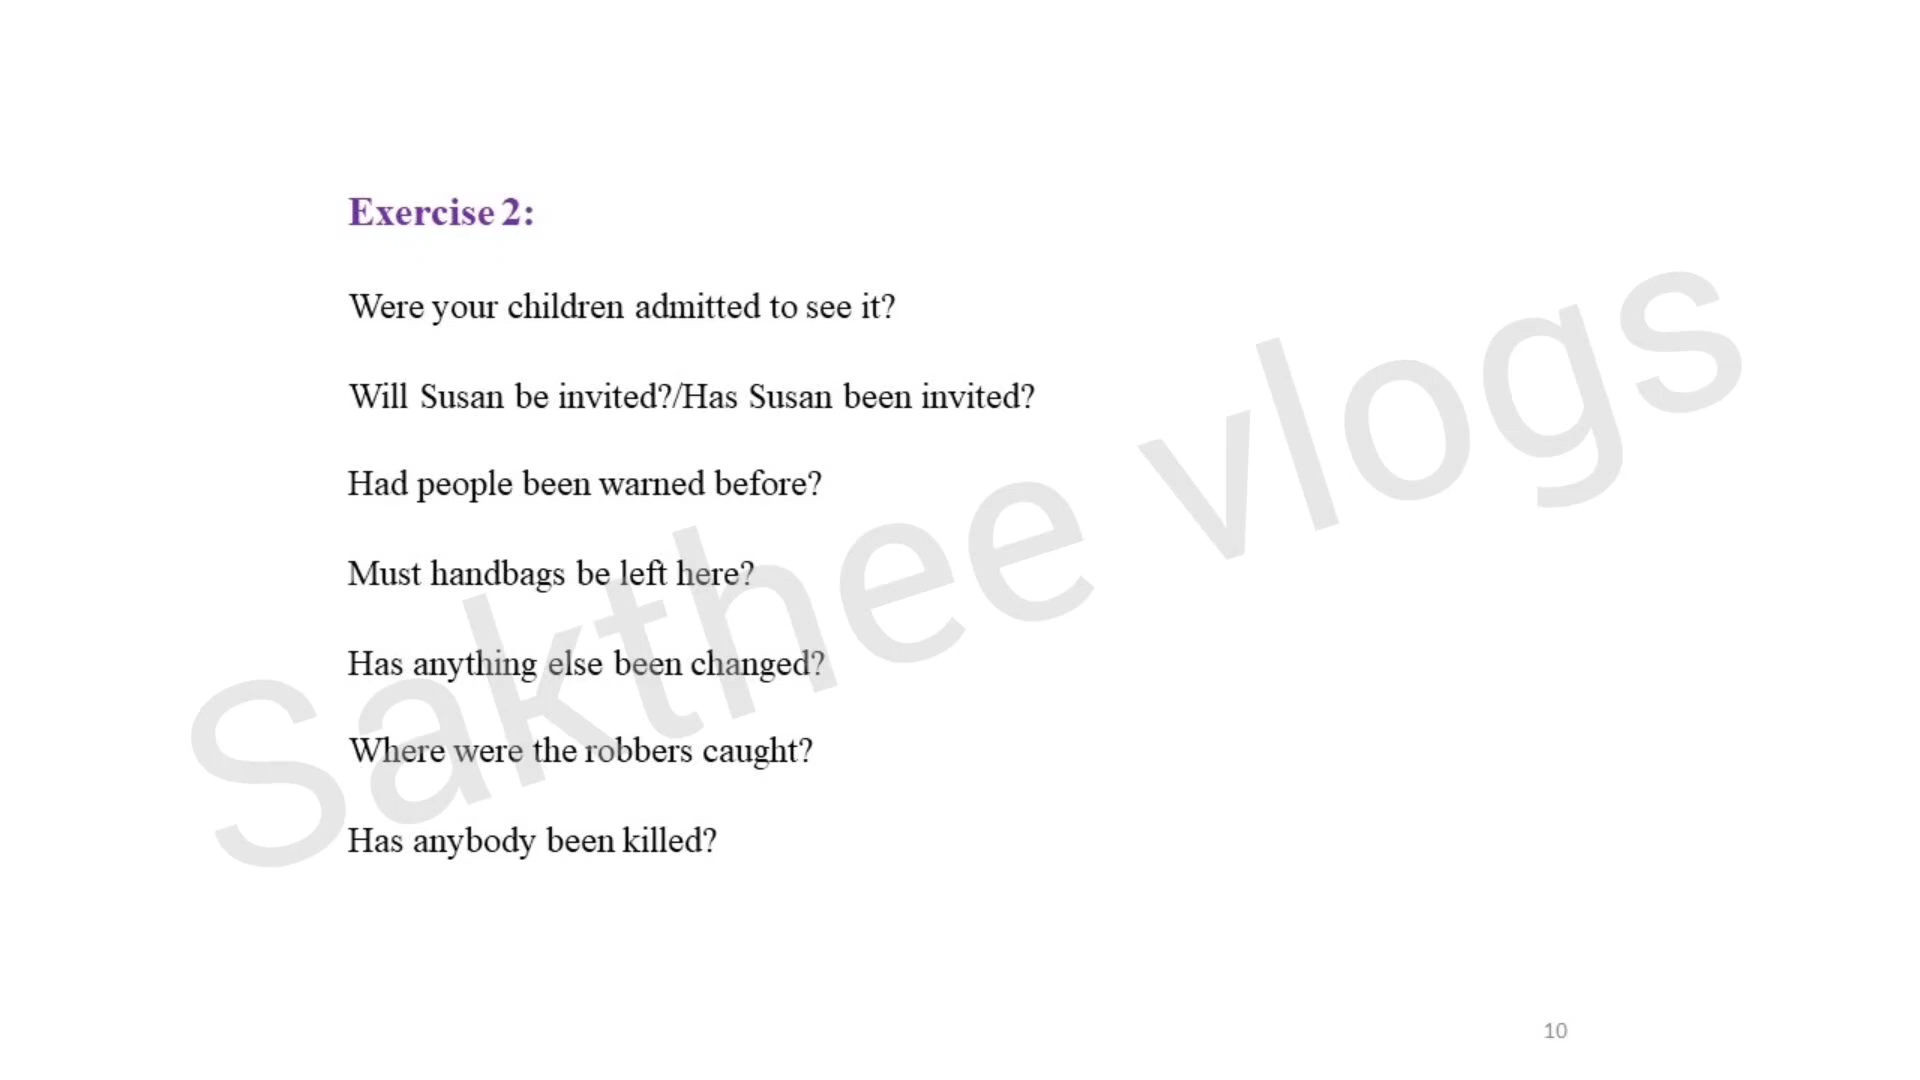 Exercise 2:
Were your children admitted to see it?
Will Susan be invited?/Has Susan been invited?
Had people been warned before?
Must handbags be left here?
Has anything else been changed?
Where were the robbers caught?
Has anybody been killed?
Sakthee vlogs
10